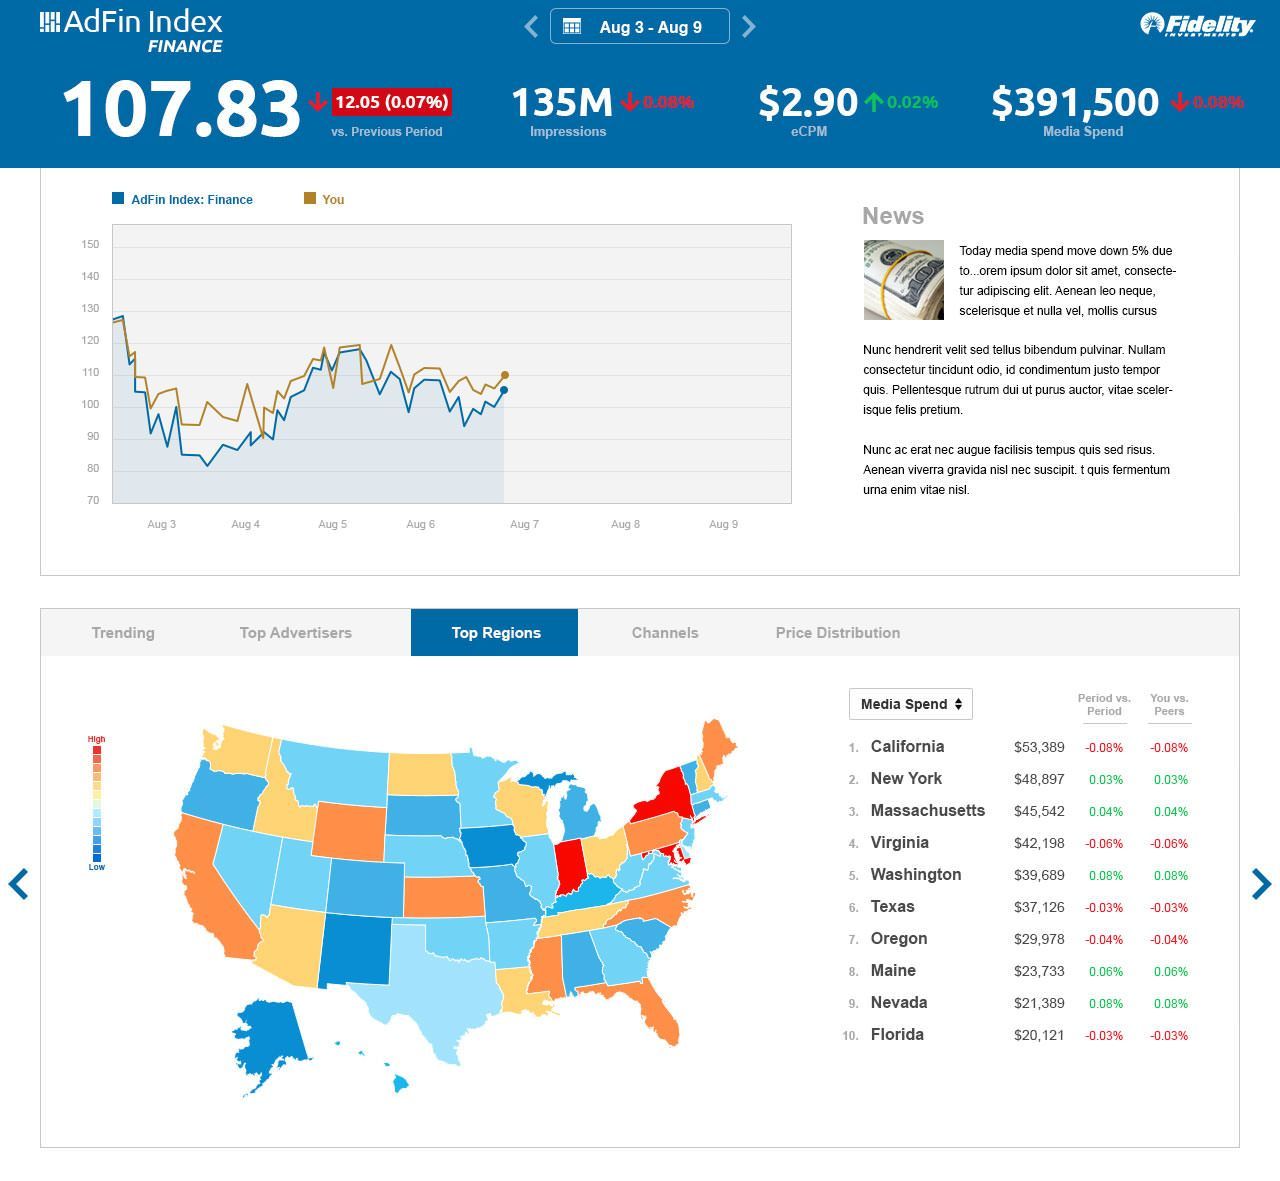 AdFin Index
FINANCE
Aug 3 - Aug 9
Fidelity
INVESTMENTS
107.83
12.05 (0.07%)
vs. Previous Period
135M
0.08%
Impressions
$2.90
0.02%
eCPM
$391,500
0.08%
Media Spend
AdFin Index: Finance
You
150
140
130
120
110
100
90
80
70
Aug 3
Aug 4
Aug 5
Aug 6
Aug 7
Aug 8
Aug 9
News
Today media spend move down 5% due
to...orem ipsum dolor sit amet, consecte-
tur adipiscing elit. Aenean leo neque,
scelerisque et nulla vel, mollis cursus
Nunc hendrerit velit sed tellus bibendum pulvinar. Nullam
consectetur tincidunt odio, id condimentum justo tempor
quis. Pellentesque rutrum dui ut purus auctor, vitae sceler-
isque felis pretium.
Nunc ac erat nec augue facilisis tempus quis sed risus.
Aenean viverra gravida nisl nec suscipit. t quis fermentum
urna enim vitae nisl.
Trending
Top Advertisers
Top Regions
Channels
Price Distribution
High
Low
Media Spend
Period vs.
Period
You vs.
Peers
1. California $53,389 -0.08% -0.08%
2. New York $48,897 0.03% 0.03%
3. Massachusetts $45,542 0.04% 0.04%
4. Virginia $42,198 -0.06% -0.06%
5. Washington $39,689 0.08% 0.08%
6. Texas $37,126 -0.03% -0.03%
7. Oregon $29,978 -0.04% -0.04%
8. Maine $23,733 0.06% 0.06%
9. Nevada $21,389 0.08% 0.08%
10. Florida $20,121 -0.03% -0.03%